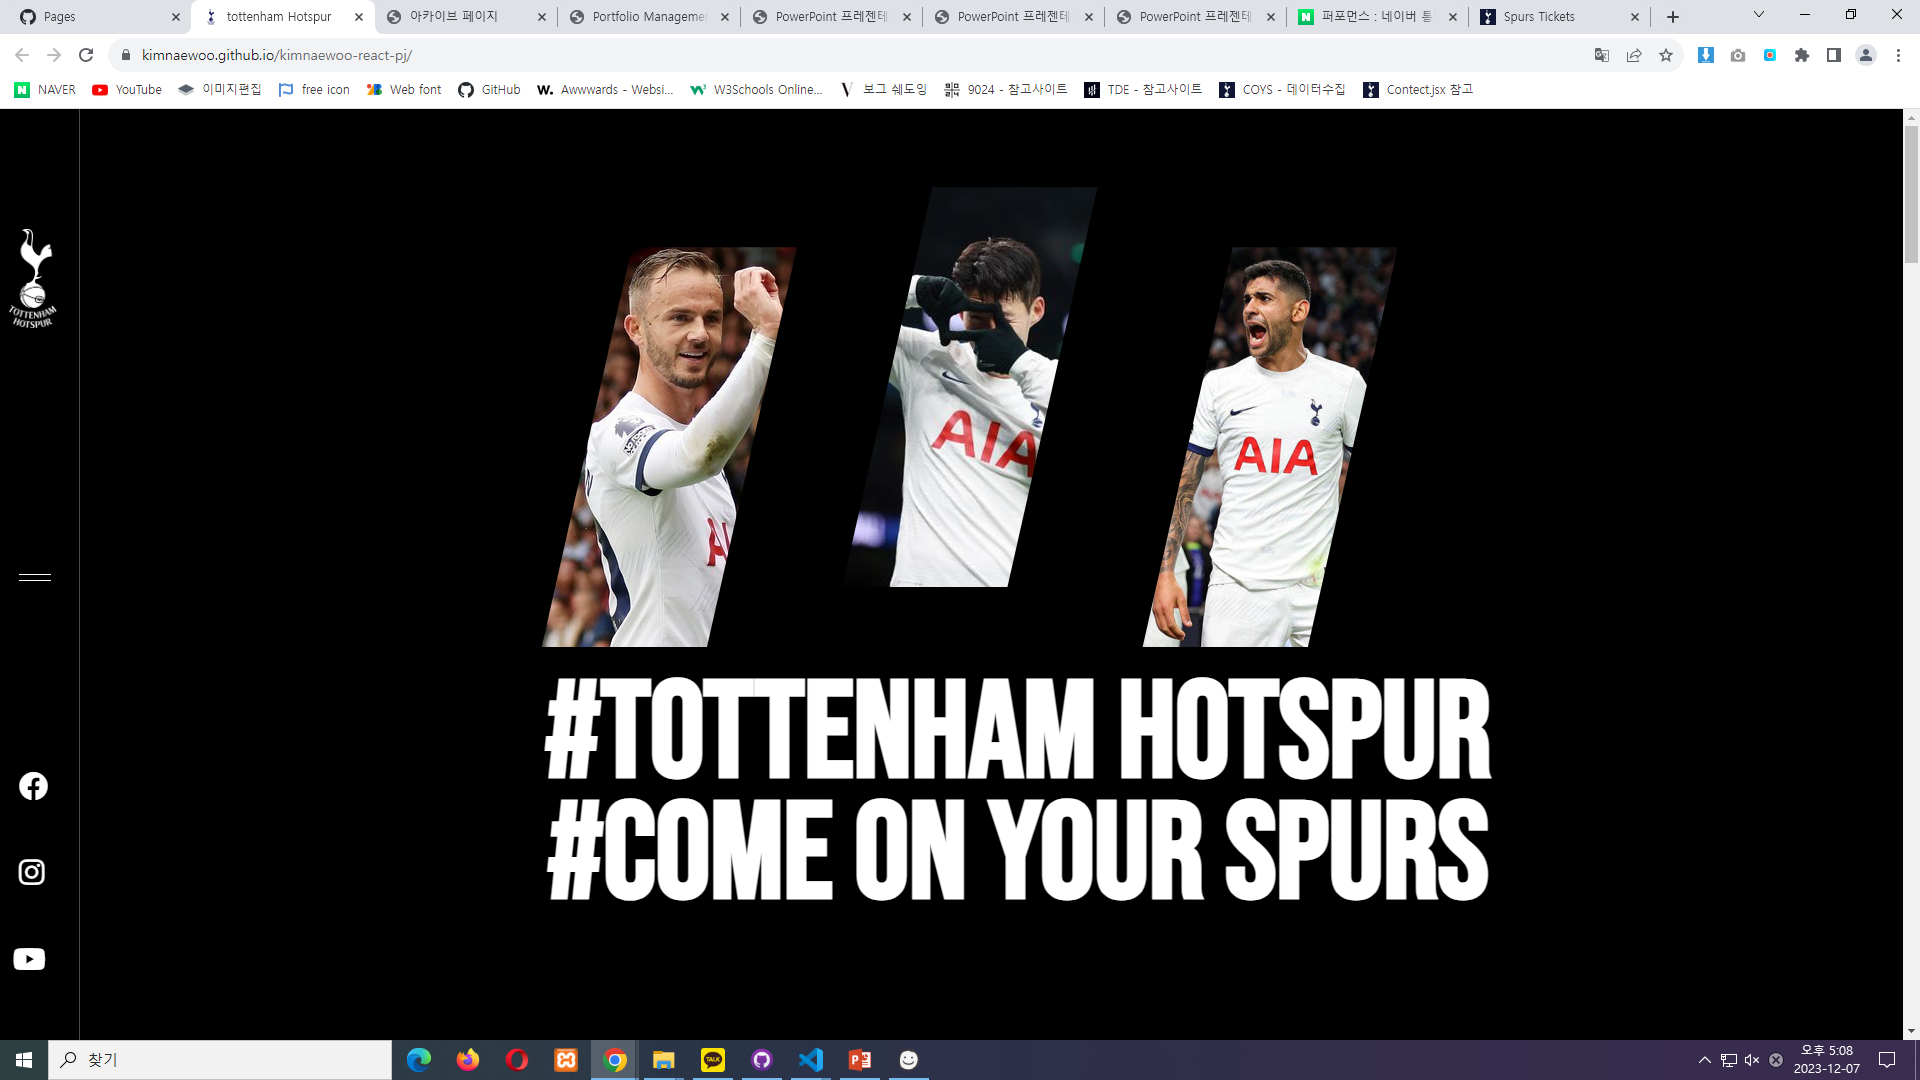 Pages
tottenham Hotspur
아카이브 페이지
Portfolio Managemer
PowerPoint 프레젠테
PowerPoint 프레젠테
PowerPoint 프레젠테
퍼포먼스 : 네이버 통
Spurs Tickets
kimnaewoo.github.io/kimnaewoo-react-pj/
NAVER
YouTube
이미지편집
free icon
Web font
GitHub
Awwwards - Websi...
W3Schools Online...
보그 쉐도잉
9024 - 참고사이트
TDE - 참고사이트
COYS - 데이터수집
Contect.jsx 참고
TOTTENHAM
HOTSPUR
AIA
AIA
#TOTTENHAM HOTSPUR
#COME ON YOUR SPURS
찾기
TALK
오후 5:08
2023-12-07